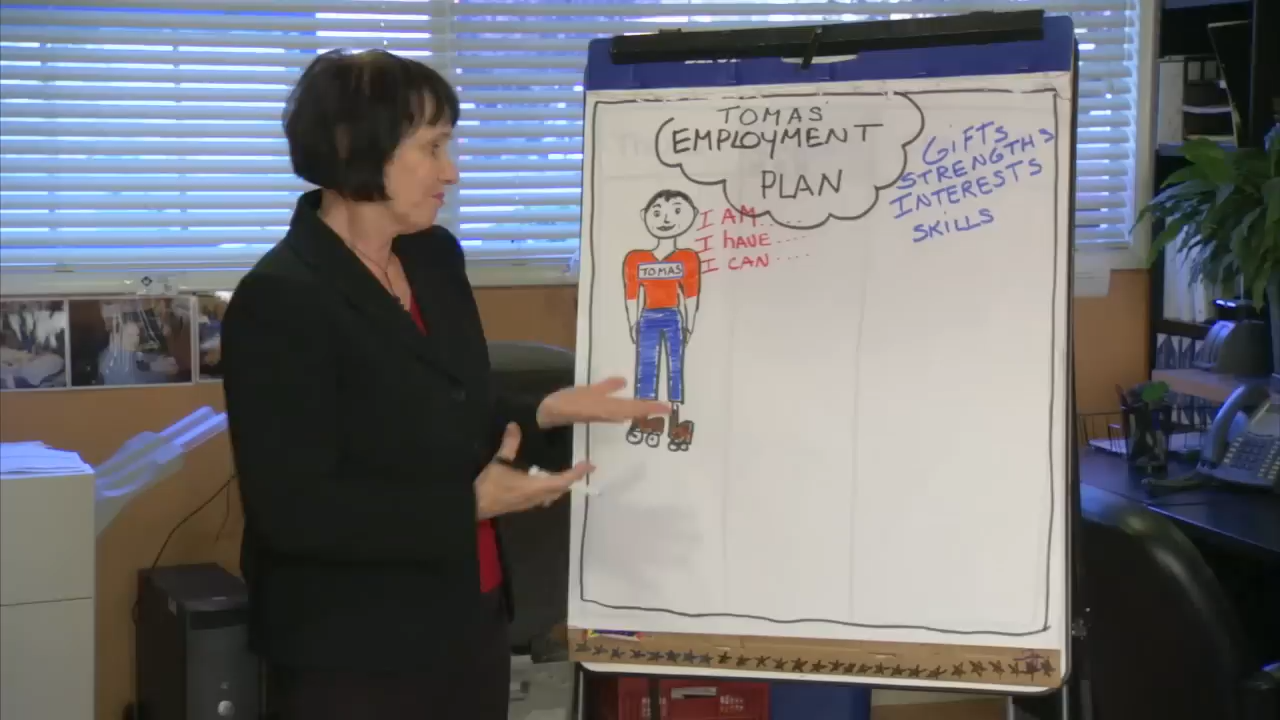 TOMAS'
EMPLOYMENT
PLAN
GIFTS
STRENGTHS
INTERESTS
SKILLS
I AM.....
I HAVE ....
I CAN ....
TOMAS